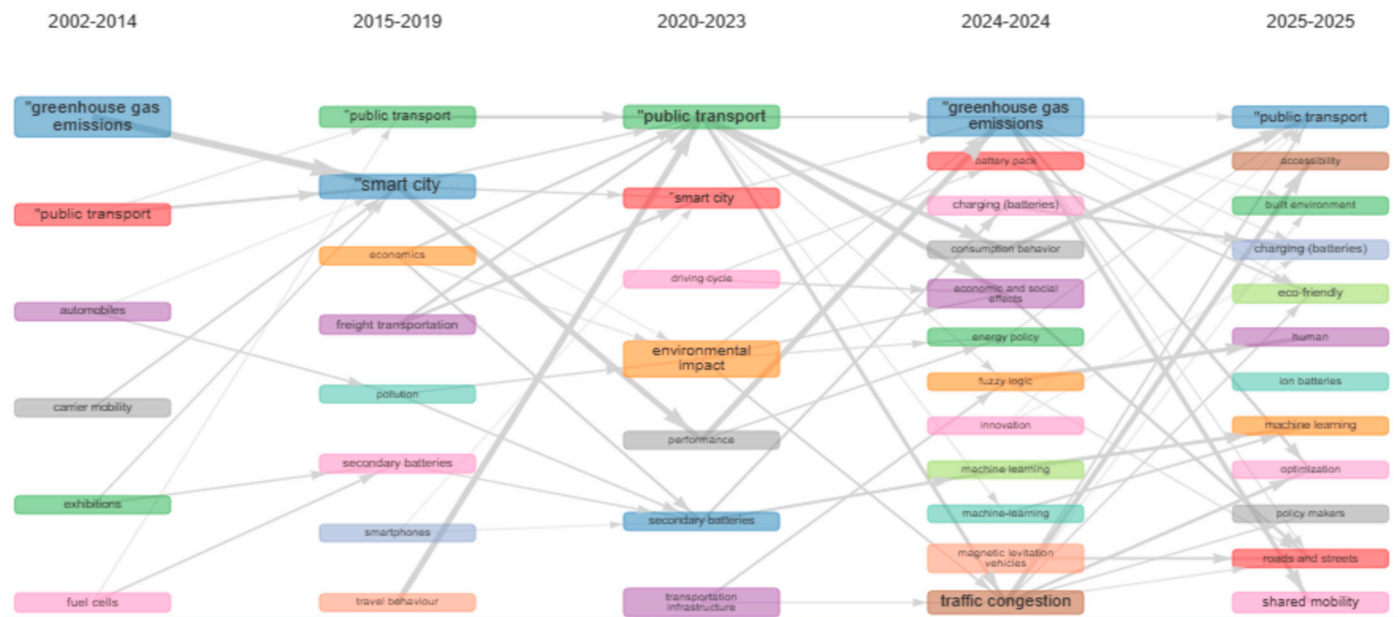 2002-2014
2015-2019
2020-2023
2024-2024
2025-2025
"greenhouse gas
emissions
"public transport
automobiles
carrier mobility
exhibitions
fuel cells
"public transport
"smart city
economics
freight transportation
pollution
secondary batteries
smartphones
travel behaviour
"public transport
"smart city
driving cycle
environmental
impact
performance
secondary batteries
transportation
infrastructure
"greenhouse gas
emissions
battery pack
charging (batteries)
consumption behavior
economic and social
effects
energy policy
fuzzy logic
innovation
machine learning
machine-learning
magnetic levitation
vehicles
traffic congestion
"public transport
accessibility
built environment
charging (batteries)
eco-friendly
human
ion batteries
machine learning
optimization
policy makers
roads and streets
shared mobility